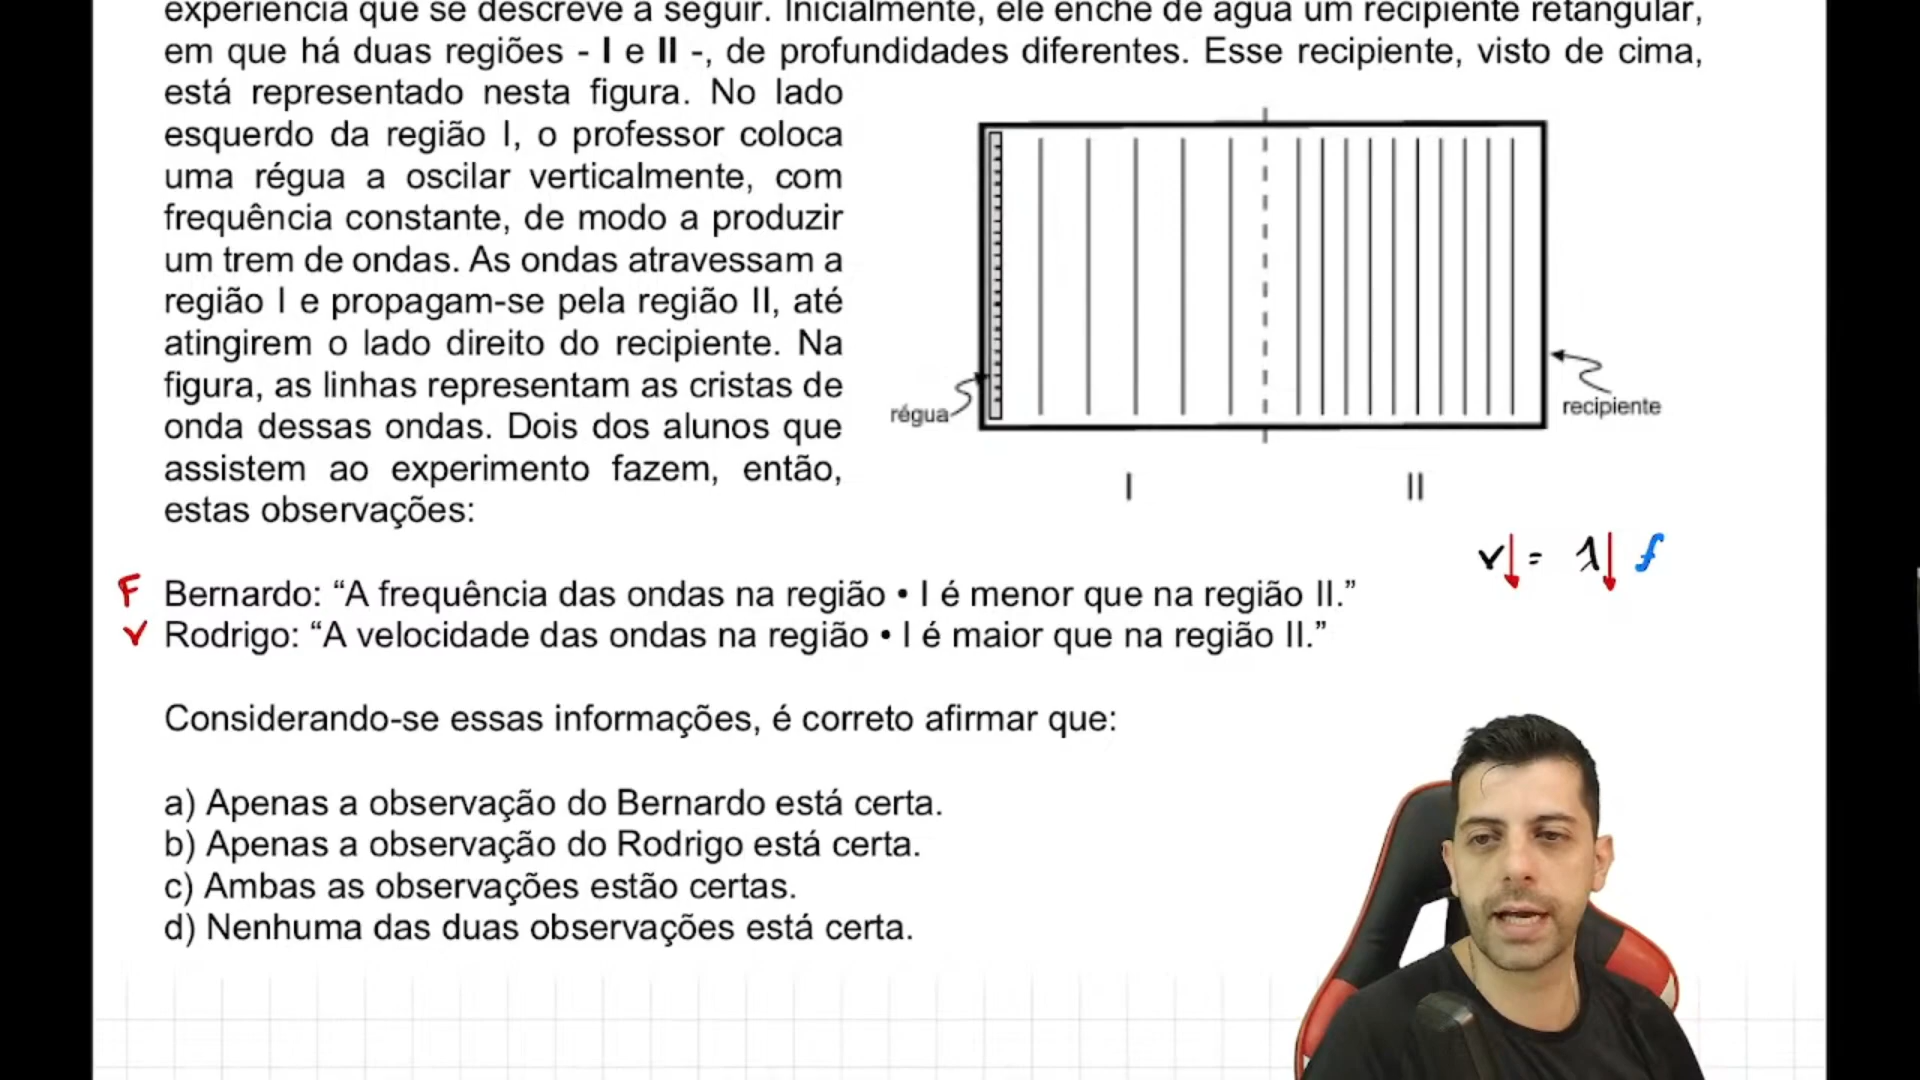 experiência que se descreve a seguir. Inicialmente, ele enche de água um recipiente retangular,
em que há duas regiões - I e II -, de profundidades diferentes. Esse recipiente, visto de cima,
está representado nesta figura. No lado
esquerdo da região I, o professor coloca
uma régua a oscilar verticalmente, com
frequência constante, de modo a produzir
um trem de ondas. As ondas atravessam a
região I e propagam-se pela região II, até
atingirem o lado direito do recipiente. Na
figura, as linhas representam as cristas de
onda dessas ondas. Dois dos alunos que
assistem ao experimento fazem, então,
estas observações:
régua
recipiente
I II
v↓ = λ↓ f
F Bernardo: “A frequência das ondas na região • I é menor que na região II.”
V Rodrigo: “A velocidade das ondas na região • I é maior que na região II.”
Considerando-se essas informações, é correto afirmar que:
a) Apenas a observação do Bernardo está certa.
b) Apenas a observação do Rodrigo está certa.
c) Ambas as observações estão certas.
d) Nenhuma das duas observações está certa.